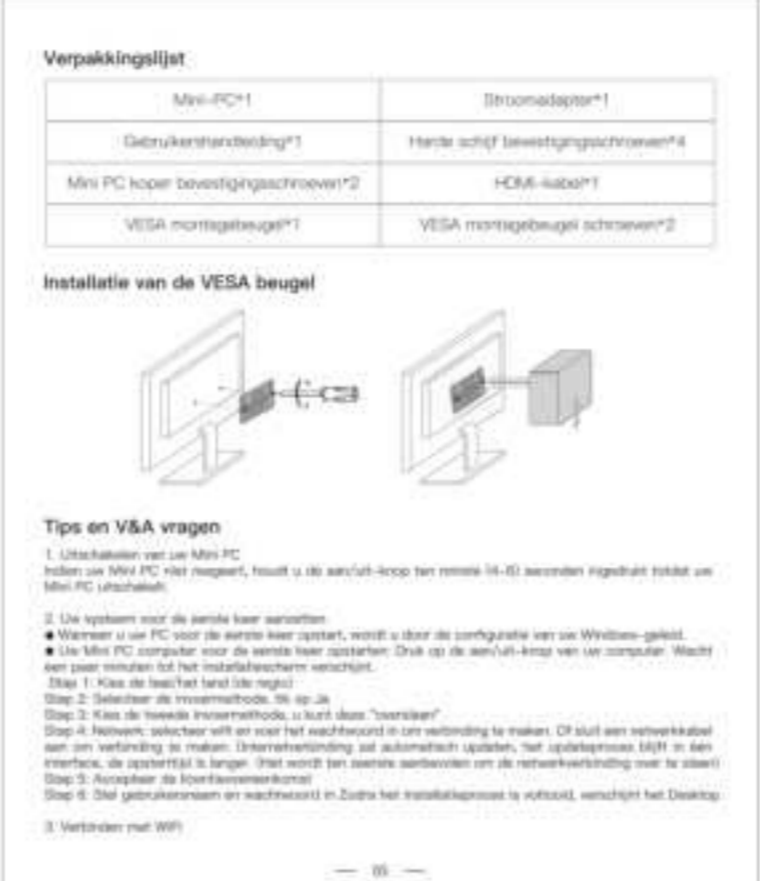 Verpakkingslijst
Mini-PC*1
Stroomadapter*1
Gebruikershandleiding*1
Harde schijf bevestigingsschroeven*4
Mini PC koper bevestigingsschroeven*2
HDMI-kabel*1
VESA montagebeugel*1
VESA montagebeugel schroeven*2
Installatie van de VESA beugel
Tips en V&A vragen
1. Uitschakelen van uw Mini PC
Indien uw Mini PC niet reageert, houdt u de aan/uit-knop ten minste (4-6) seconden ingedrukt totdat uw
Mini PC uitschakelt.
2. Uw systeem voor de eerste keer aanzetten
● Wanneer u uw PC voor de eerste keer opstart, wordt u door de configuratie van uw Windows-geleid.
● Uw Mini PC computer voor de eerste keer opstarten: Druk op de aan/uit-knop van uw computer. Wacht
een paar minuten tot het installatiescherm verschijnt.
Stap 1: Kies de taal/het land (de regio)
Stap 2: Selecteer de invoermethode, tik op Ja
Stap 3: Kies de tweede invoermethode, u kunt deze "overslaan"
Stap 4: Netwerk: selecteer wifi en voer het wachtwoord in om verbinding te maken. Of sluit een netwerkkabel
aan om verbinding te maken. (Internetverbinding zal automatisch updaten, het updateproces blijft in één
interface, de opstarttijd is langer. (Het wordt ten eerste aanbevolen om de netwerkverbinding over te slaan)
Stap 5: Accepteer de licentieovereenkomst
Stap 6: Stel gebruikersnaam en wachtwoord in Zodra het installatieproces is voltooid, verschijnt het Desktop
3. Verbinden met WIFI